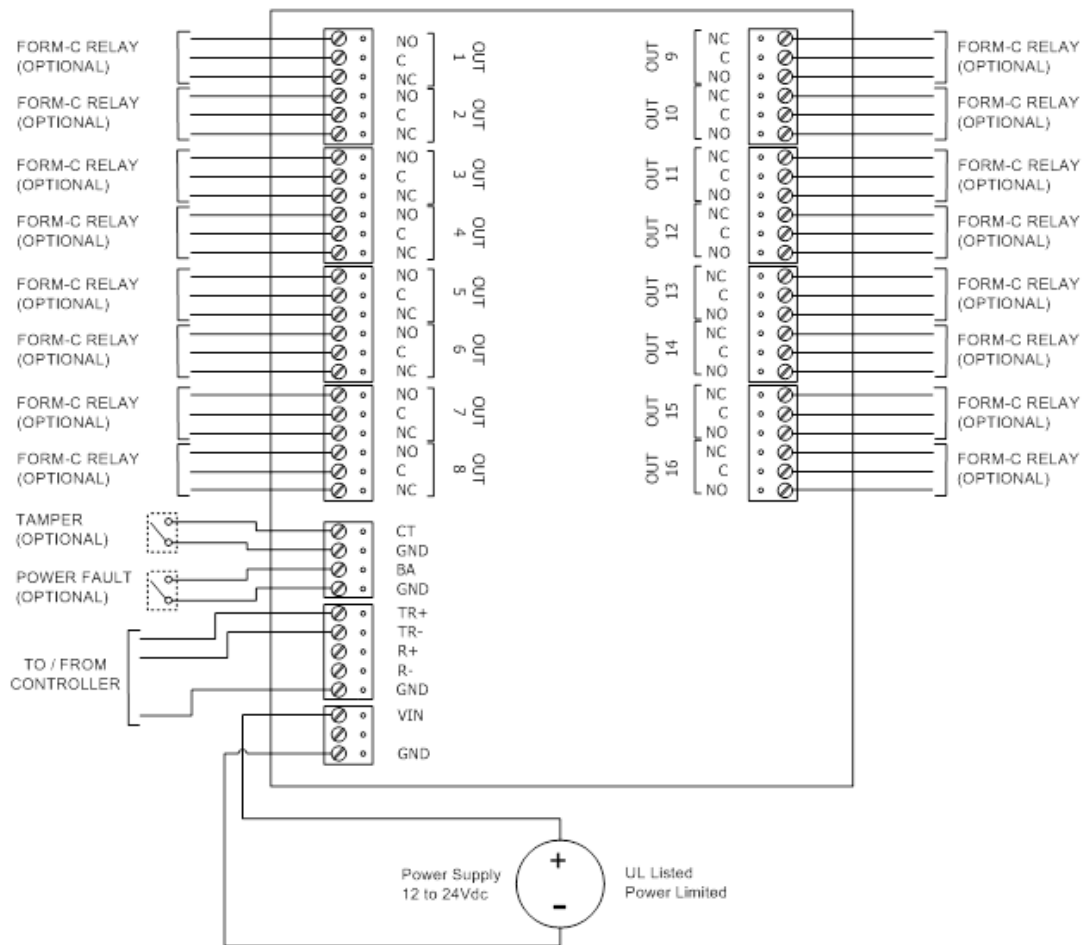 FORM-C RELAY
(OPTIONAL)
NO
C
NC
OUT
1
FORM-C RELAY
(OPTIONAL)
NO
C
NC
OUT
2
FORM-C RELAY
(OPTIONAL)
NO
C
NC
OUT
3
FORM-C RELAY
(OPTIONAL)
NO
C
NC
OUT
4
FORM-C RELAY
(OPTIONAL)
NO
C
NC
OUT
5
FORM-C RELAY
(OPTIONAL)
NO
C
NC
OUT
6
FORM-C RELAY
(OPTIONAL)
NO
C
NC
OUT
7
FORM-C RELAY
(OPTIONAL)
NO
C
NC
OUT
8
OUT
9
NC
C
NO
FORM-C RELAY
(OPTIONAL)
OUT
10
NC
C
NO
FORM-C RELAY
(OPTIONAL)
OUT
11
NC
C
NO
FORM-C RELAY
(OPTIONAL)
OUT
12
NC
C
NO
FORM-C RELAY
(OPTIONAL)
OUT
13
NC
C
NO
FORM-C RELAY
(OPTIONAL)
OUT
14
NC
C
NO
FORM-C RELAY
(OPTIONAL)
OUT
15
NC
C
NO
FORM-C RELAY
(OPTIONAL)
OUT
16
NC
C
NO
FORM-C RELAY
(OPTIONAL)
TAMPER
(OPTIONAL)
CT
GND
POWER FAULT
(OPTIONAL)
BA
GND
TO / FROM
CONTROLLER
TR+
TR-
R+
R-
GND
VIN
GND
Power Supply
12 to 24Vdc
+
-
UL Listed
Power Limited